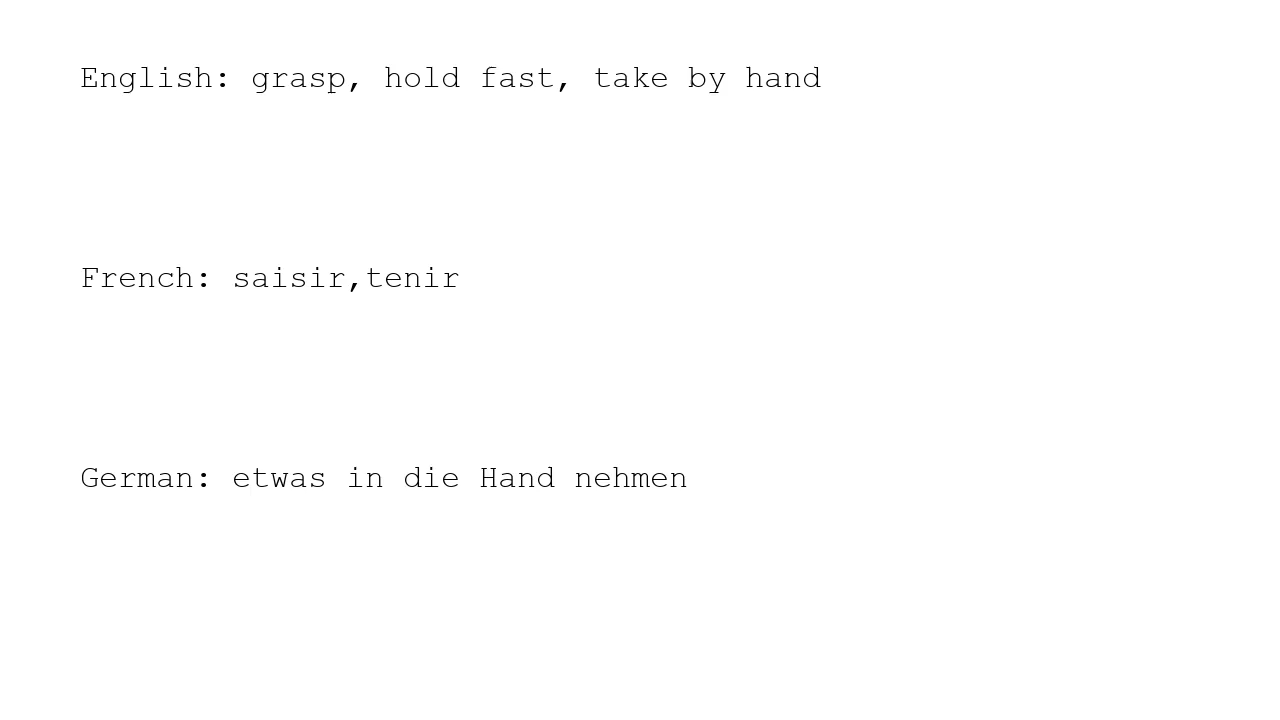 English: grasp, hold fast, take by hand
French: saisir,tenir
German: etwas in die Hand nehmen